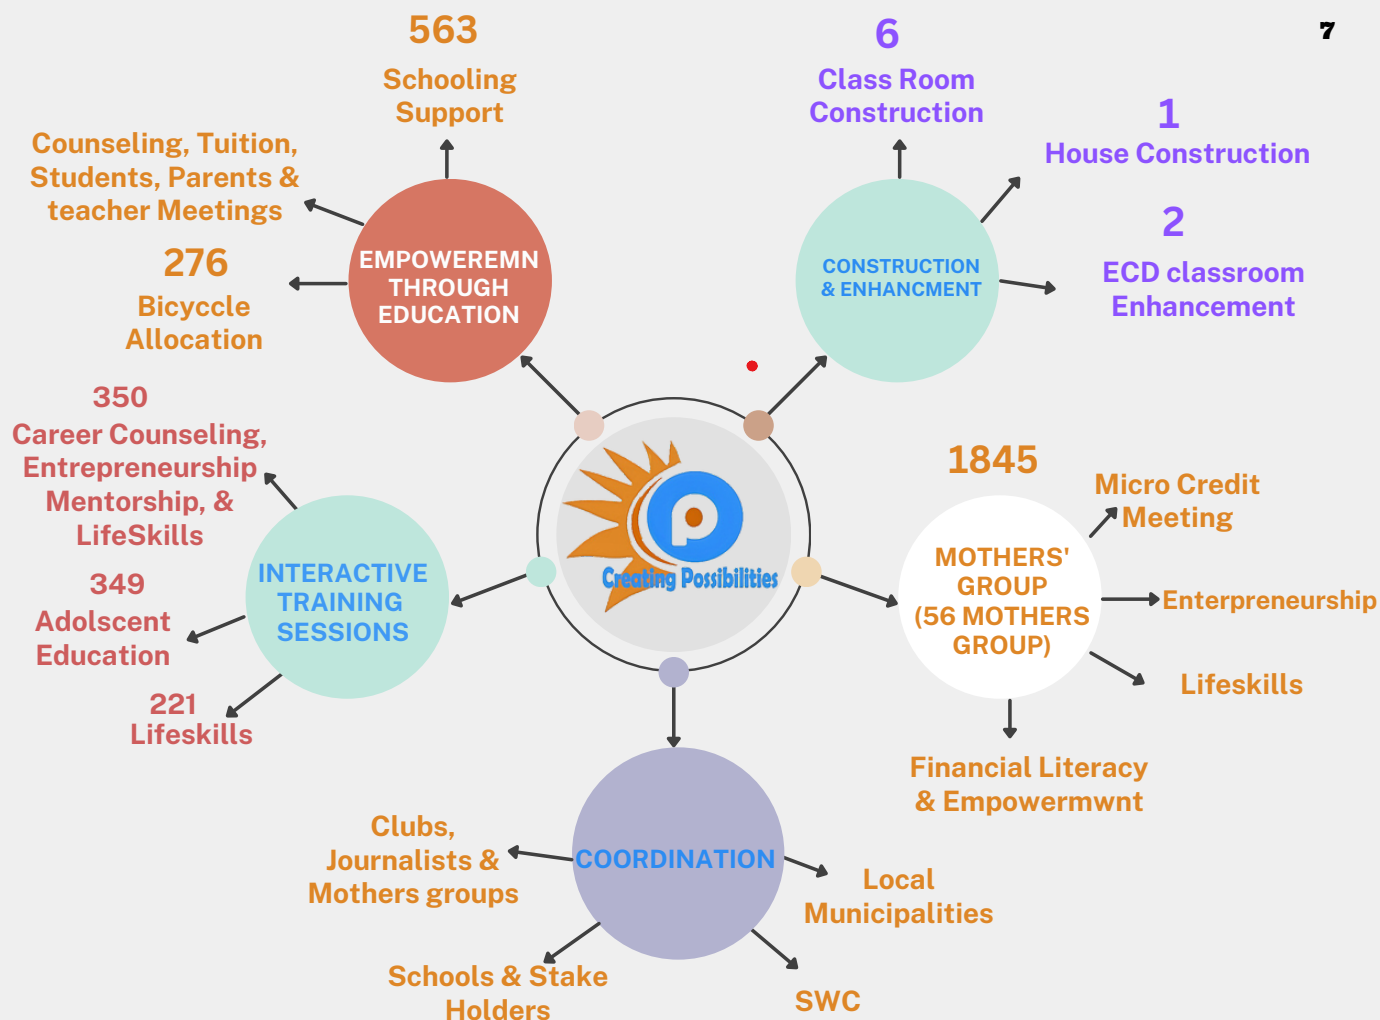 7
563
Schooling
Support
Counseling, Tuition,
Students, Parents &
teacher Meetings
276
Bicyccle
Allocation
EMPOWEREMN
THROUGH
EDUCATION
6
Class Room
Construction
1
House Construction
2
ECD classroom
Enhancement
CONSTRUCTION
& ENHANCMENT
350
Career Counseling,
Entrepreneurship
Mentorship, &
LifeSkills
349
Adolscent
Education
221
Lifeskills
INTERACTIVE
TRAINING
SESSIONS
p
Creating Possibilities
1845
Micro Credit
Meeting
Enterpreneurship
Lifeskills
Financial Literacy
& Empowermwnt
MOTHERS'
GROUP
(56 MOTHERS
GROUP)
COORDINATION
Clubs,
Journalists &
Mothers groups
Schools & Stake
Holders
Local
Municipalities
SWC